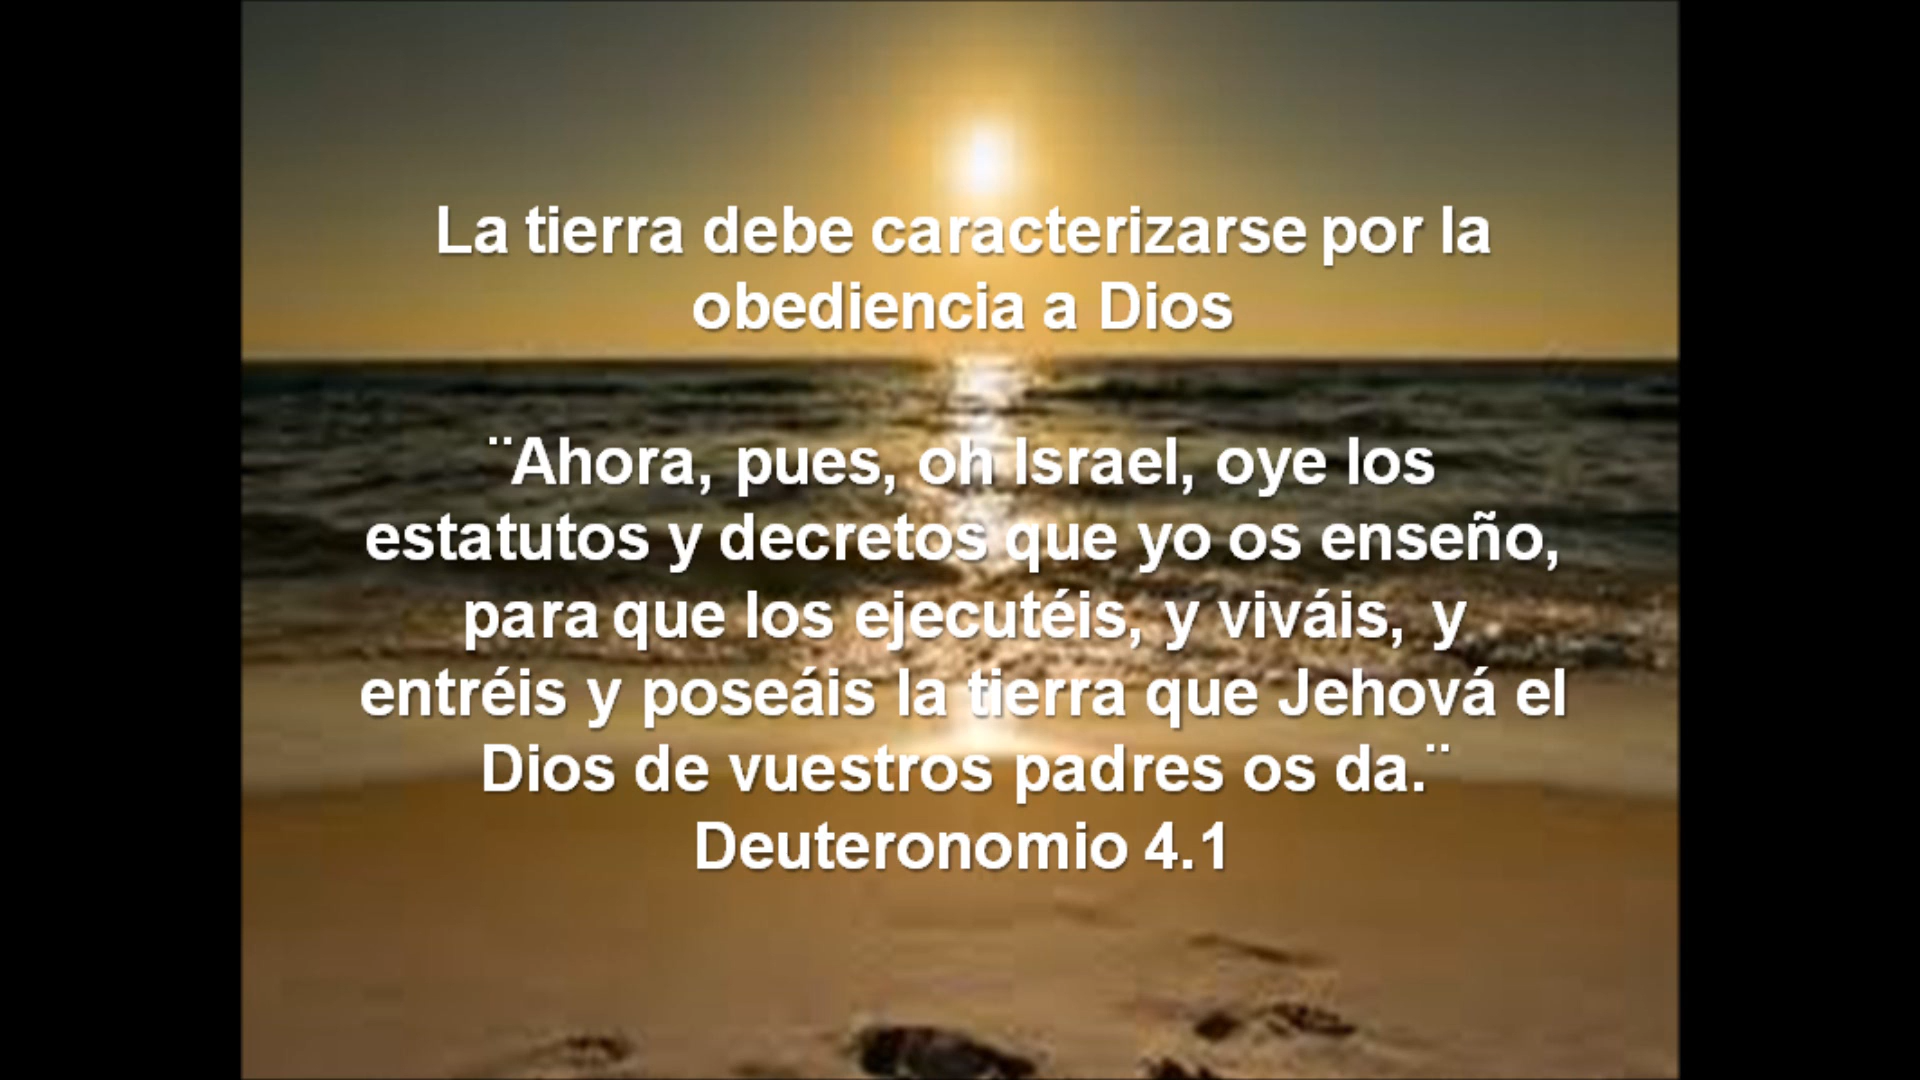 La tierra debe caracterizarse por la
obediencia a Dios
¨Ahora, pues, oh Israel, oye los
estatutos y decretos que yo os enseño,
para que los ejecutéis, y viváis, y
entréis y poseáis la tierra que Jehová el
Dios de vuestros padres os da.¨
Deuteronomio 4.1